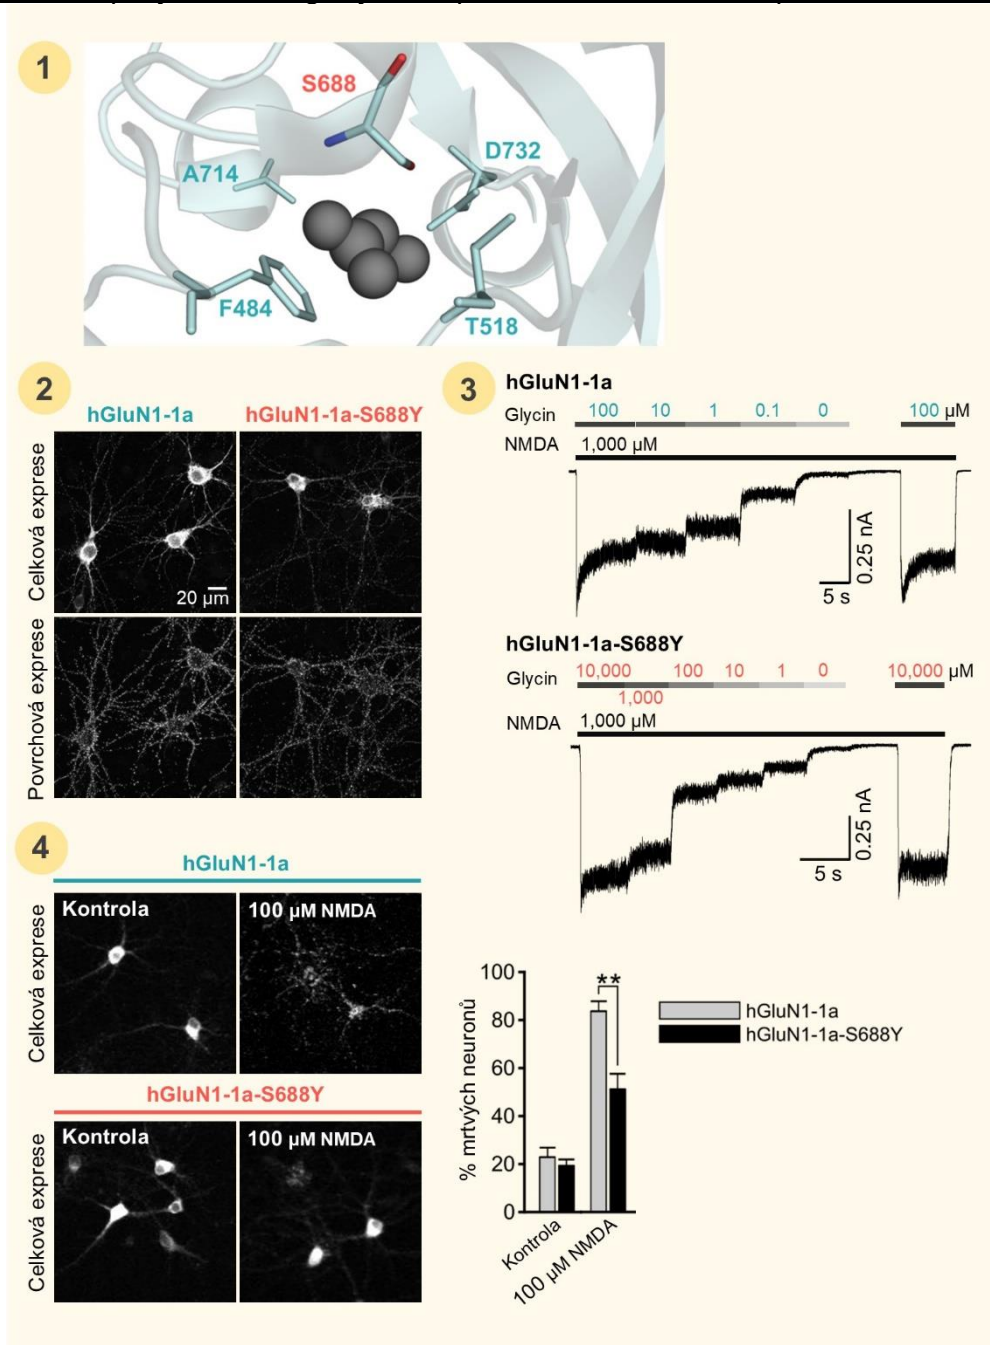 1
S688
D732
A714
F484
T518
2
hGluN1-1a
hGluN1-1a-S688Y
Celková exprese
20 µm
Povrchová exprese
3
hGluN1-1a
Glycin 100 10 1 0.1 0 100 µM
NMDA 1,000 µM
0.25 nA
5 s
hGluN1-1a-S688Y
Glycin 10,000 1,000 100 10 1 0 10,000 µM
NMDA 1,000 µM
0.25 nA
5 s
4
hGluN1-1a
Celková exprese
Kontrola
100 µM NMDA
hGluN1-1a-S688Y
Celková exprese
Kontrola
100 µM NMDA
% mrtvých neuronů
100
80
60
40
20
0
**
Kontrola
100 µM NMDA
hGluN1-1a
hGluN1-1a-S688Y